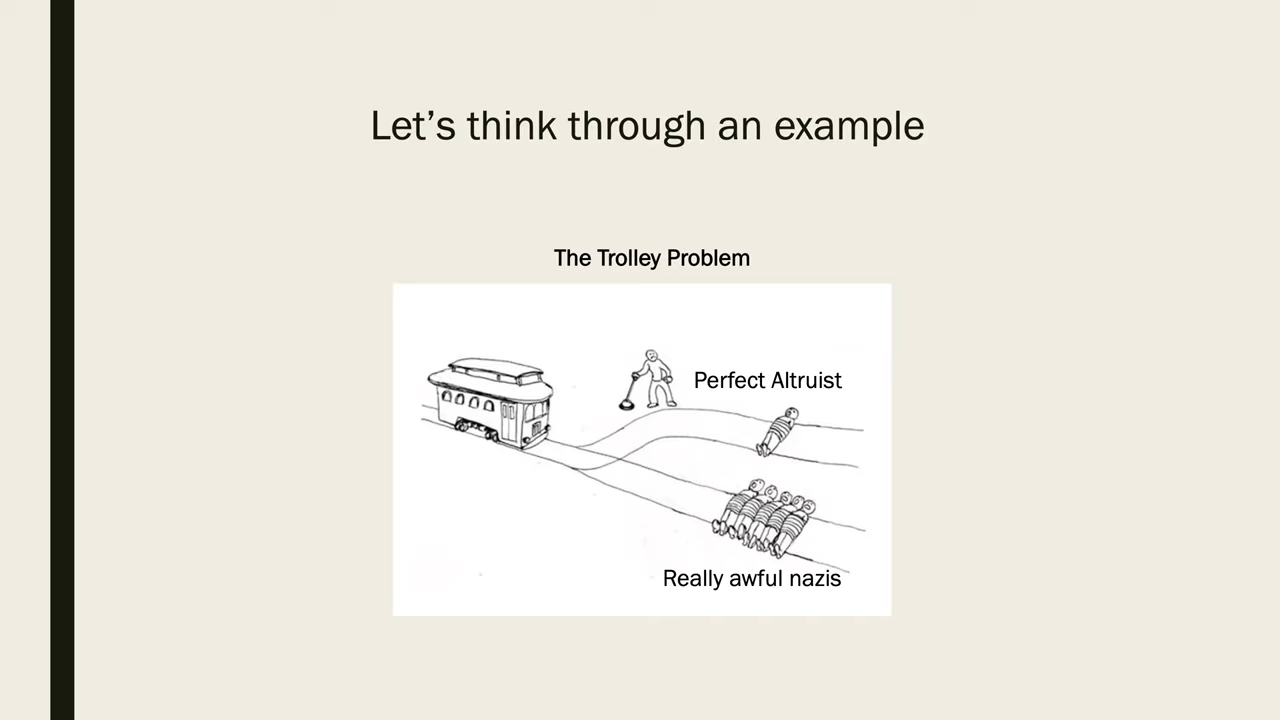 Let’s think through an example
The Trolley Problem
Perfect Altruist
Really awful nazis